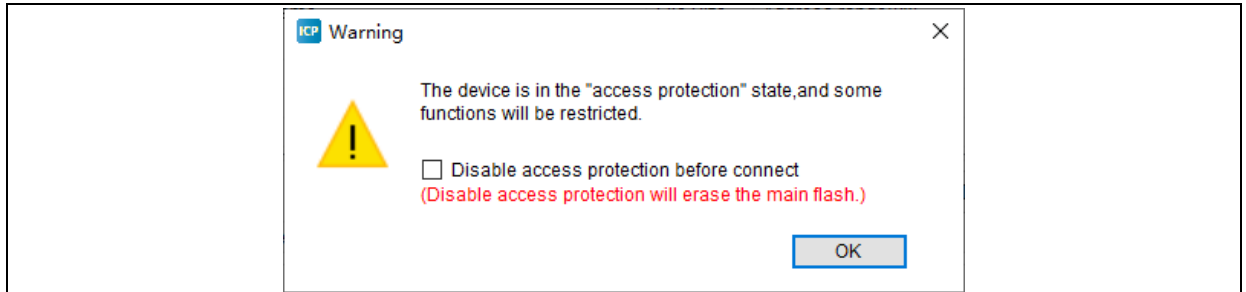 ICP Warning
The device is in the "access protection" state,and some
functions will be restricted.
Disable access protection before connect
(Disable access protection will erase the main flash.)
OK